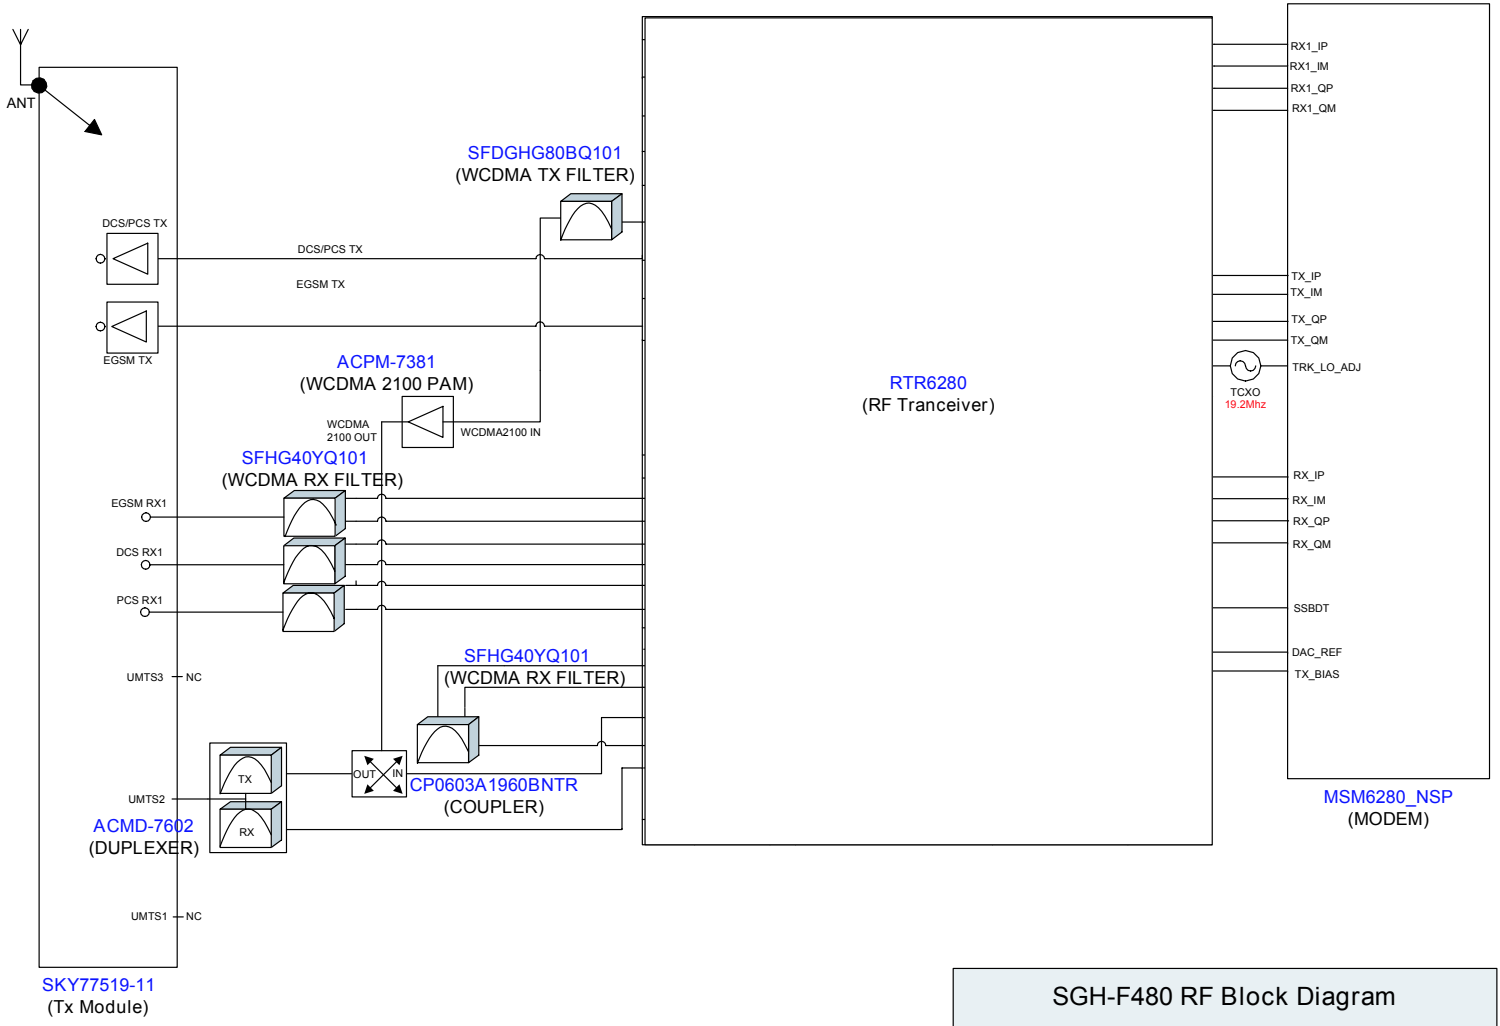 ANT
SFDGHG80BQ101
(WCDMA TX FILTER)
DCS/PCS TX
DCS/PCS TX
EGSM TX
EGSM TX
ACPM-7381
(WCDMA 2100 PAM)
WCDMA
2100 OUT
WCDMA2100 IN
SFHG40YQ101
(WCDMA RX FILTER)
EGSM RX1
DCS RX1
PCS RX1
SFHG40YQ101
(WCDMA RX FILTER)
UMTS3
NC
TX
OUT
IN
CP0603A1960BNTR
(COUPLER)
UMTS2
ACMD-7602
(DUPLEXER)
RX
UMTS1
NC
SKY77519-11
(Tx Module)
RTR6280
(RF Tranceiver)
RX1_IP
RX1_IM
RX1_QP
RX1_QM
TX_IP
TX_IM
TX_QP
TX_QM
TRK_LO_ADJ
TCXO
19.2Mhz
RX_IP
RX_IM
RX_QP
RX_QM
SSBDT
DAC_REF
TX_BIAS
MSM6280_NSP
(MODEM)
SGH-F480 RF Block Diagram